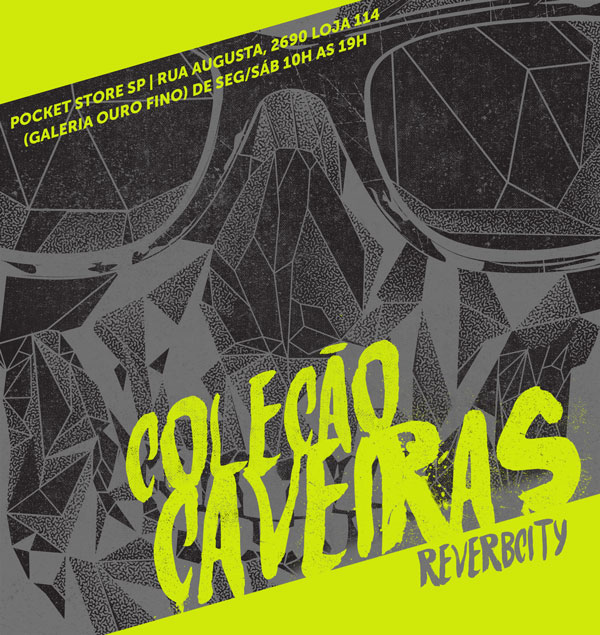 POCKET STORE SP | RUA AUGUSTA, 2690 LOJA 114
(GALERIA OURO FINO) DE SEG/SÁB 10H AS 19H
COLEÇÃO
CAVEIRAS
REVERBCITY